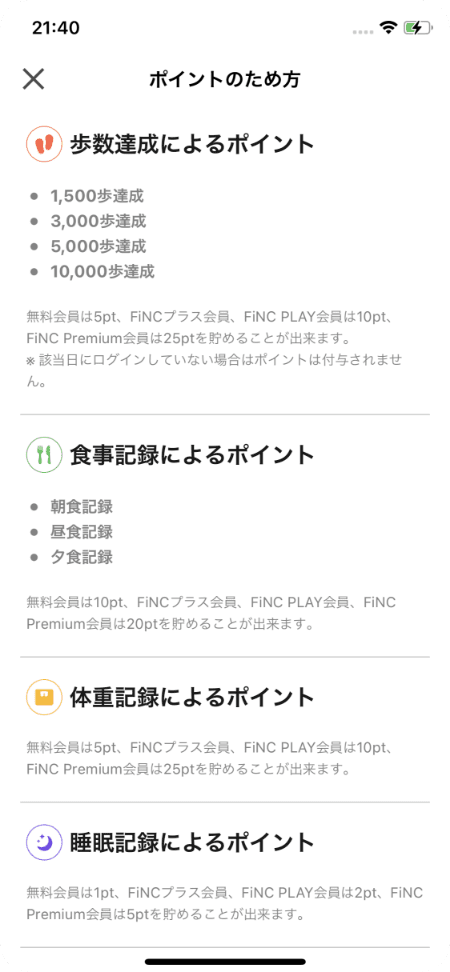 21:40
ポイントのため方
歩数達成によるポイント
• 1,500歩達成
• 3,000歩達成
• 5,000歩達成
• 10,000歩達成
無料会員は5pt、FiNCプラス会員、FiNC PLAY会員は10pt、
FiNC Premium会員は25ptを貯めることが出来ます。
※ 該当日にログインしていない場合はポイントは付与されませ
ん。
食事記録によるポイント
• 朝食記録
• 昼食記録
• 夕食記録
無料会員は10pt、FiNCプラス会員、FiNC PLAY会員、FiNC
Premium会員は20ptを貯めることが出来ます。
体重記録によるポイント
無料会員は5pt、FiNCプラス会員、FiNC PLAY会員は10pt、
FiNC Premium会員は25ptを貯めることが出来ます。
睡眠記録によるポイント
無料会員は1pt、FiNCプラス会員、FiNC PLAY会員は2pt、FiNC
Premium会員は5ptを貯めることが出来ます。